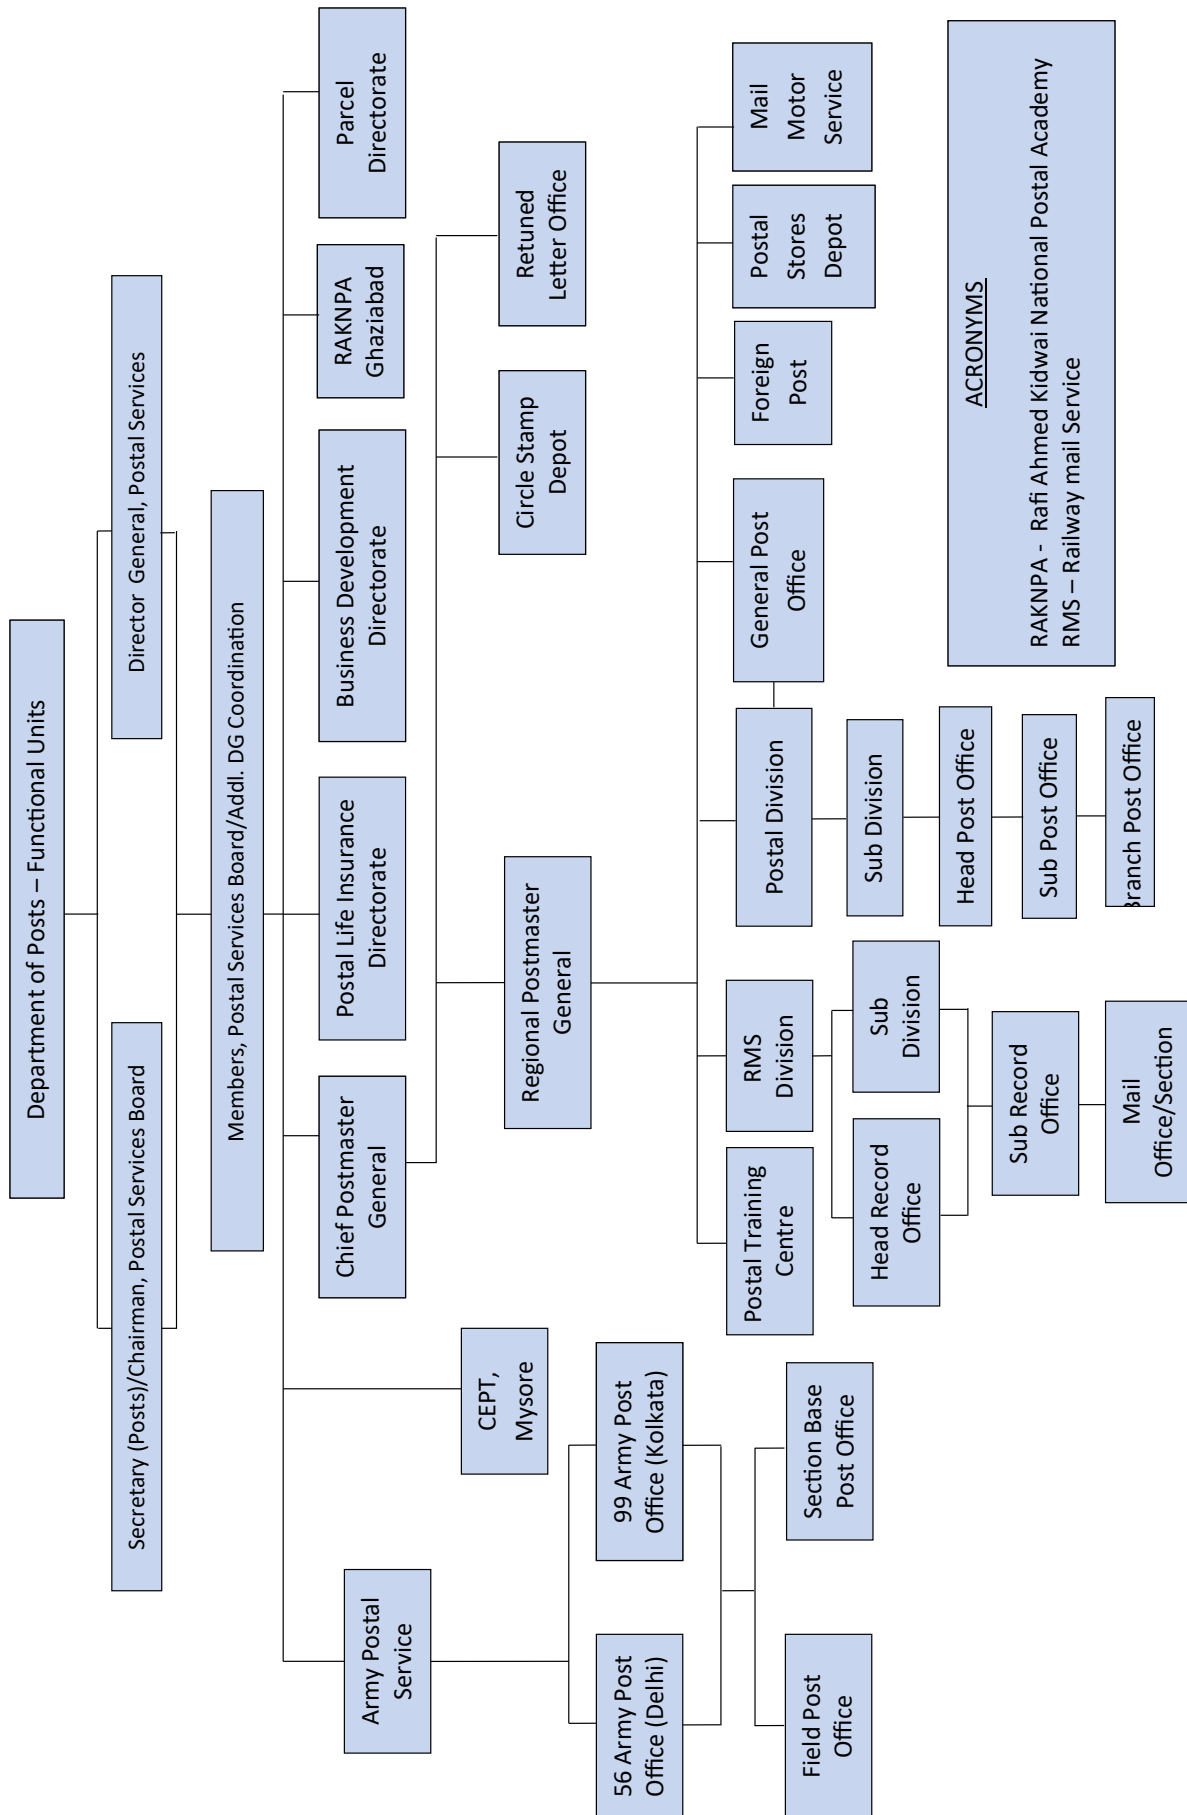 Department of Posts – Functional Units
Secretary (Posts)/Chairman, Postal Services Board
Director General, Postal Services
Members, Postal Services Board/Addl. DG Coordination
Army Postal
Service
CEPT,
Mysore
Chief Postmaster
General
Postal Life Insurance
Directorate
Business Development
Directorate
RAKNPA
Ghaziabad
Parcel
Directorate
Regional Postmaster
General
Circle Stamp
Depot
Retuned
Letter Office
56 Army Post
Office (Delhi)
99 Army Post
Office (Kolkata)
Field Post
Office
Section Base
Post Office
Postal Training
Centre
RMS
Division
Postal Division
General Post
Office
Foreign
Post
Postal
Stores
Depot
Mail
Motor
Service
Head Record
Office
Sub
Division
Sub Division
Sub Record
Office
Head Post Office
Mail
Office/Section
Sub Post Office
Branch Post Office
ACRONYMS
RAKNPA - Rafi Ahmed Kidwai National Postal Academy
RMS – Railway mail Service